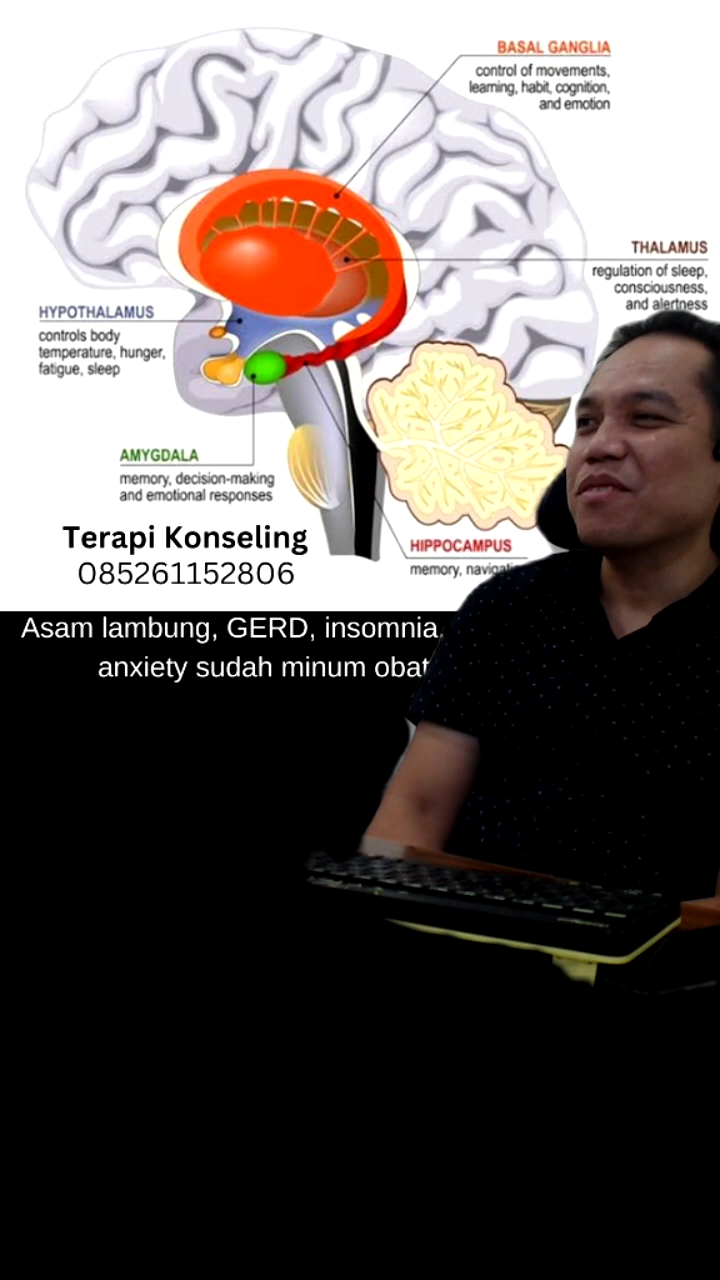 BASAL GANGLIA
control of movements,
learning, habit, cognition,
and emotion
THALAMUS
regulation of sleep,
consciousness,
and alertness
HYPOTHALAMUS
controls body
temperature, hunger,
fatigue, sleep
AMYGDALA
memory, decision-making
and emotional responses
HIPPOCAMPUS
memory,
Terapi Konseling
085261152806
Asam lambung, GERD, insomnia
anxiety sudah minum obat